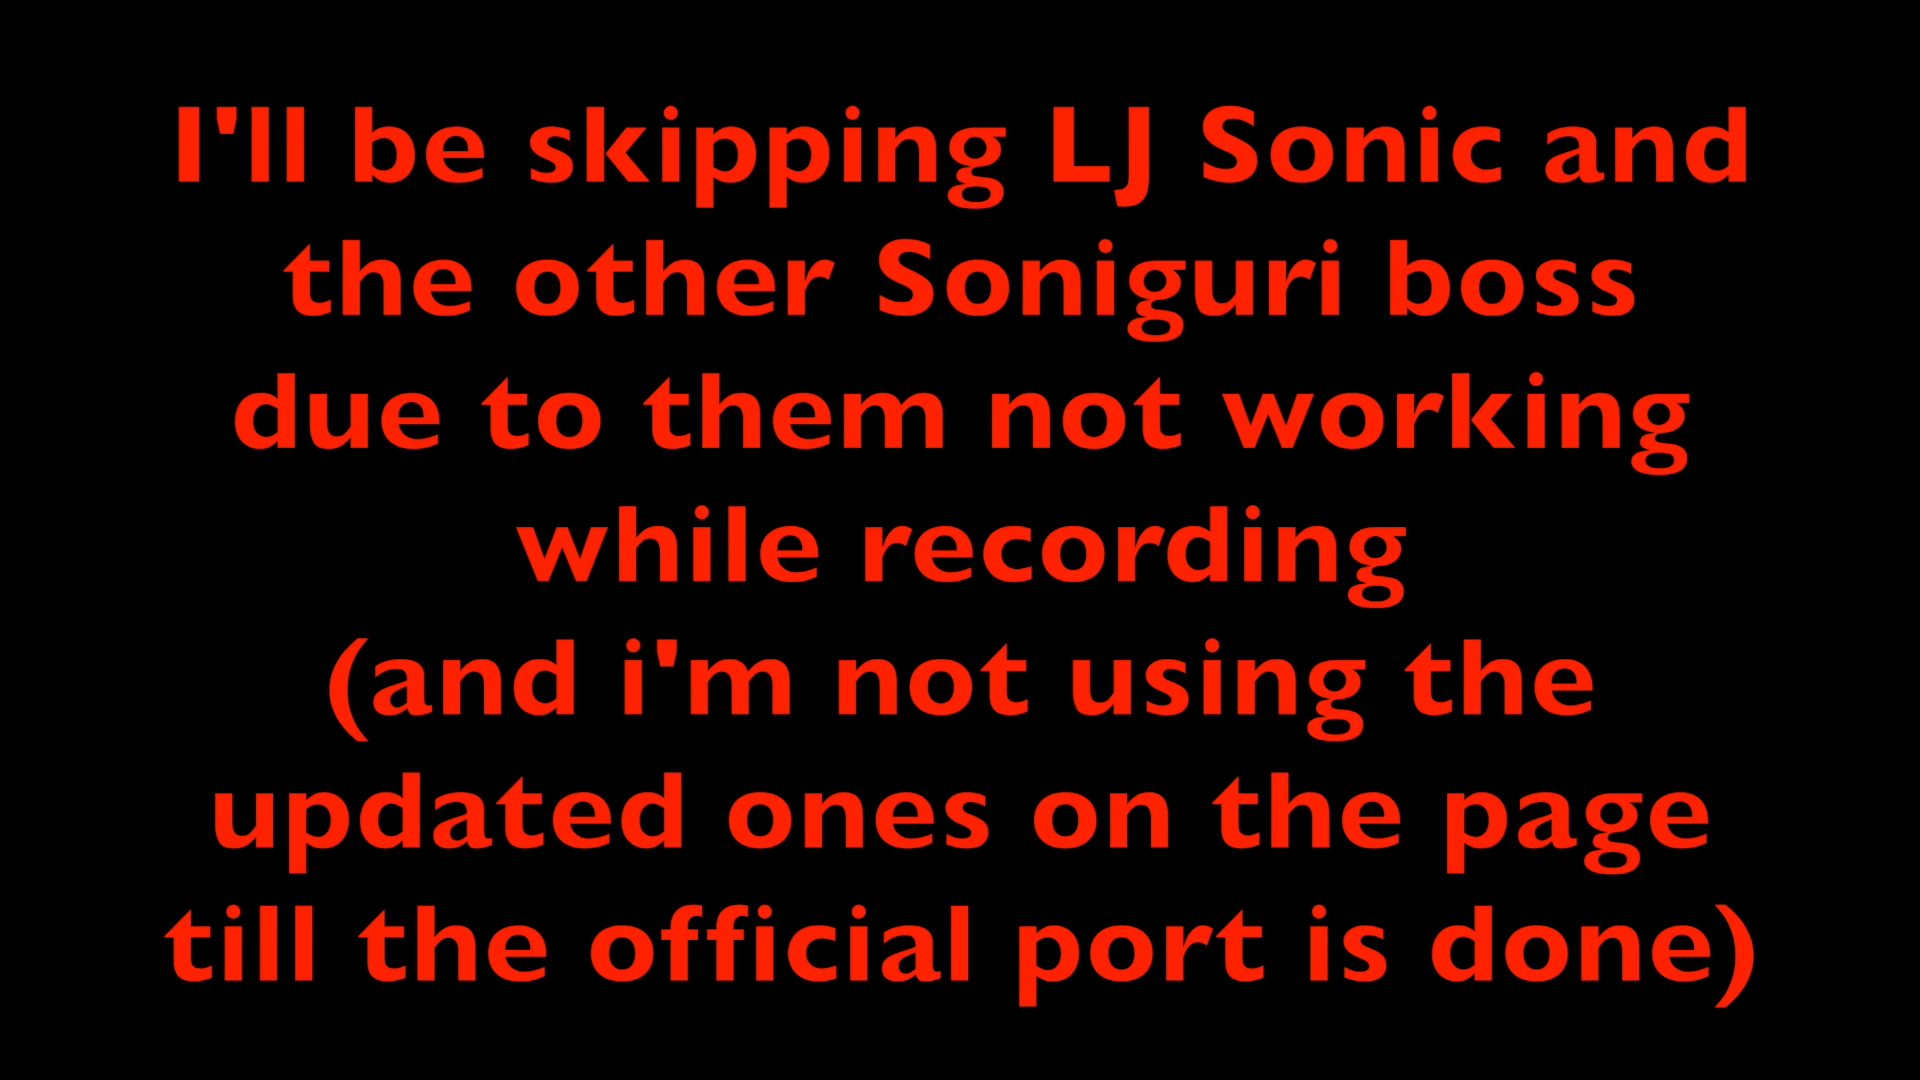 I'll be skipping LJ Sonic and
the other Soniguri boss
due to them not working
while recording
(and i'm not using the
updated ones on the page
till the official port is done)